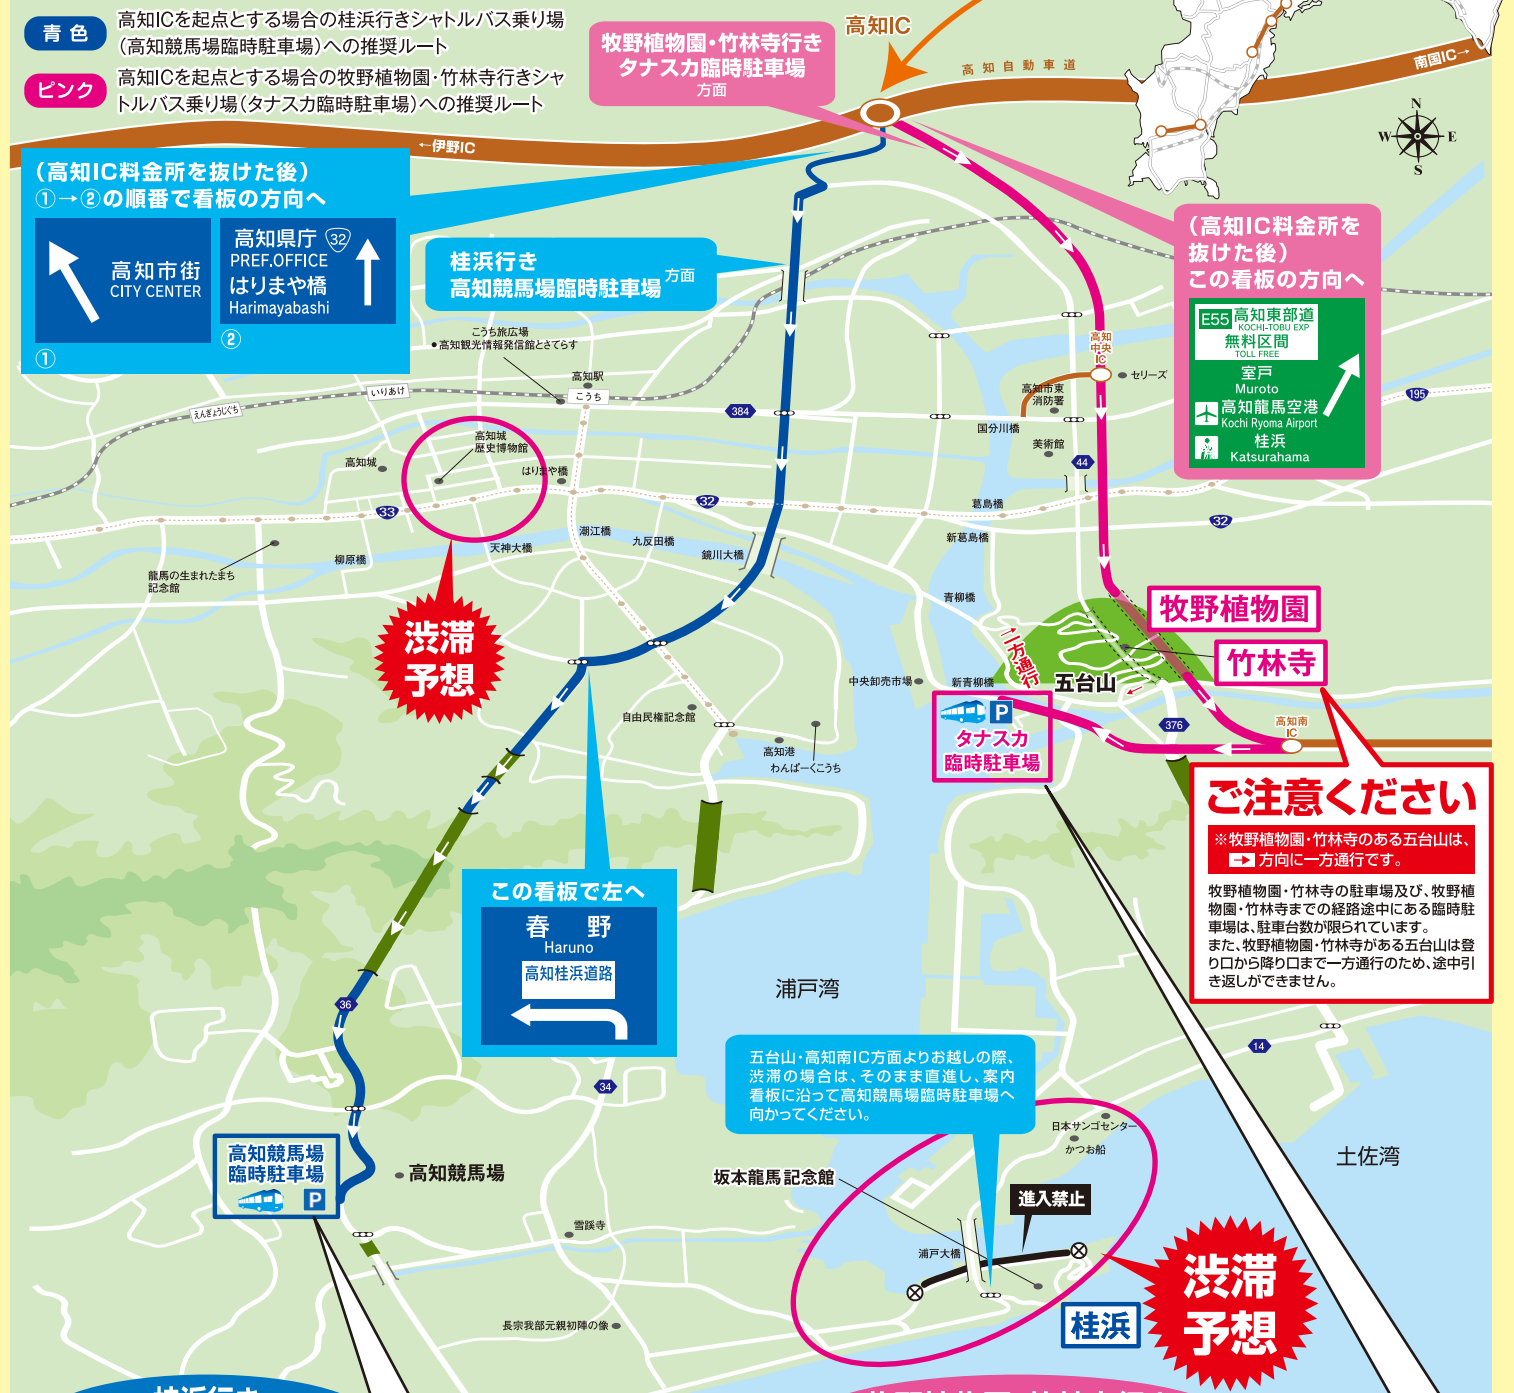 青色
高知ICを起点とする場合の桂浜行きシャトルバス乗り場
（高知競馬場臨時駐車場）への推奨ルート
ピンク
高知ICを起点とする場合の牧野植物園・竹林寺行きシャ
トルバス乗り場（タナスカ臨時駐車場）への推奨ルート
牧野植物園・竹林寺行き
タナスカ臨時駐車場
方面
高知IC
高知自動車道
南国IC→
←伊野IC
N
W
E
S
（高知IC料金所を抜けた後）
①→②の順番で看板の方向へ
高知市街
CITY CENTER
①
高知県庁 32
PREF.OFFICE
はりまや橋
Harimayabashi
②
桂浜行き
高知競馬場臨時駐車場 方面
（高知IC料金所を
抜けた後）
この看板の方向へ
E55 高知東部道
KOCHI-TOBU EXP
無料区間
TOLL FREE
室戸
Muroto
高知龍馬空港
Kochi Ryoma Airport
桂浜
Katsurahama
こうち旅広場
●高知観光情報発信館とさてらす
高知駅
こうち
いりあけ
えんぎょうじぐち
高知
中央
IC
セリーズ
高知市東
消防署
384
国分川橋
美術館
195
高知城
歴史博物館
高知城
はりまや橋
44
33
32
葛島橋
32
潮江橋
九反田橋
新葛島橋
天神大橋
鏡川大橋
柳原橋
龍馬の生まれたまち
記念館
青柳橋
牧野植物園
渋滞
予想
一方通行
竹林寺
中央卸売市場
新青柳橋
五台山
自由民権記念館
P
タナスカ
臨時駐車場
376
高知南
IC
高知港
わんぱーくこうち
ご注意ください
※牧野植物園・竹林寺のある五台山は、
→ 方向に一方通行です。
牧野植物園・竹林寺の駐車場及び、牧野植
物園・竹林寺までの経路途中にある臨時駐
車場は、駐車台数が限られています。
また、牧野植物園・竹林寺がある五台山は登
り口から降り口まで一方通行のため、途中引
き返しができません。
この看板で左へ
春野
Haruno
高知桂浜道路
浦戸湾
36
14
五台山・高知南IC方面よりお越しの際、
渋滞の場合は、そのまま直進し、案内
看板に沿って高知競馬場臨時駐車場へ
向かってください。
34
日本サンゴセンター
かつお船
高知競馬場
臨時駐車場
P
高知競馬場
坂本龍馬記念館
土佐湾
進入禁止
雪蹊寺
浦戸大橋
渋滞
予想
桂浜
長宗我部元親初陣の像
桂浜行き
牧野植物園・竹林寺行き